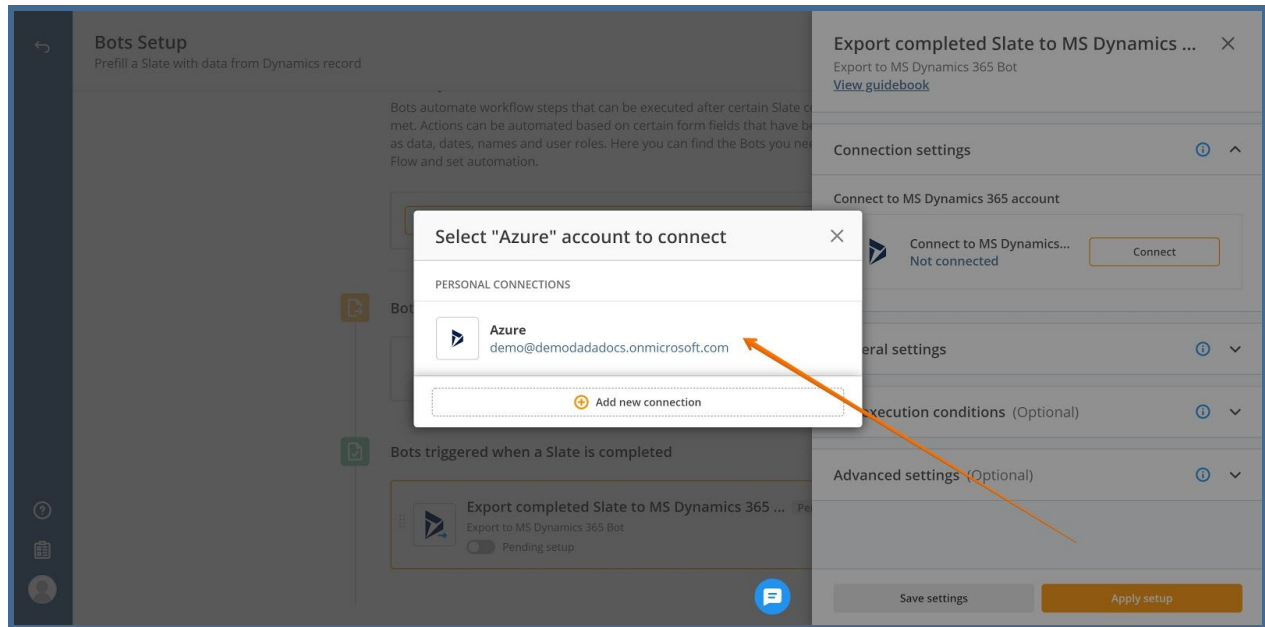 Bots Setup
Prefill a Slate with data from Dynamics record
Bots automate workflow steps that can be executed after certain Slate c
met. Actions can be automated based on certain form fields that have be
as data, dates, names and user roles. Here you can find the Bots you nee
Flow and set automation.
Bot
Bots triggered when a Slate is completed
Export completed Slate to MS Dynamics 365 ... Pe
Export to MS Dynamics 365 Bot
Pending setup
Select "Azure" account to connect
PERSONAL CONNECTIONS
Azure
demo@demodadadocs.onmicrosoft.com
Add new connection
Export completed Slate to MS Dynamics ...
Export to MS Dynamics 365 Bot
View guidebook
Connection settings
Connect to MS Dynamics 365 account
Connect to MS Dynamics...
Not connected
Connect
eral settings
execution conditions (Optional)
Advanced settings (Optional)
Save settings
Apply setup